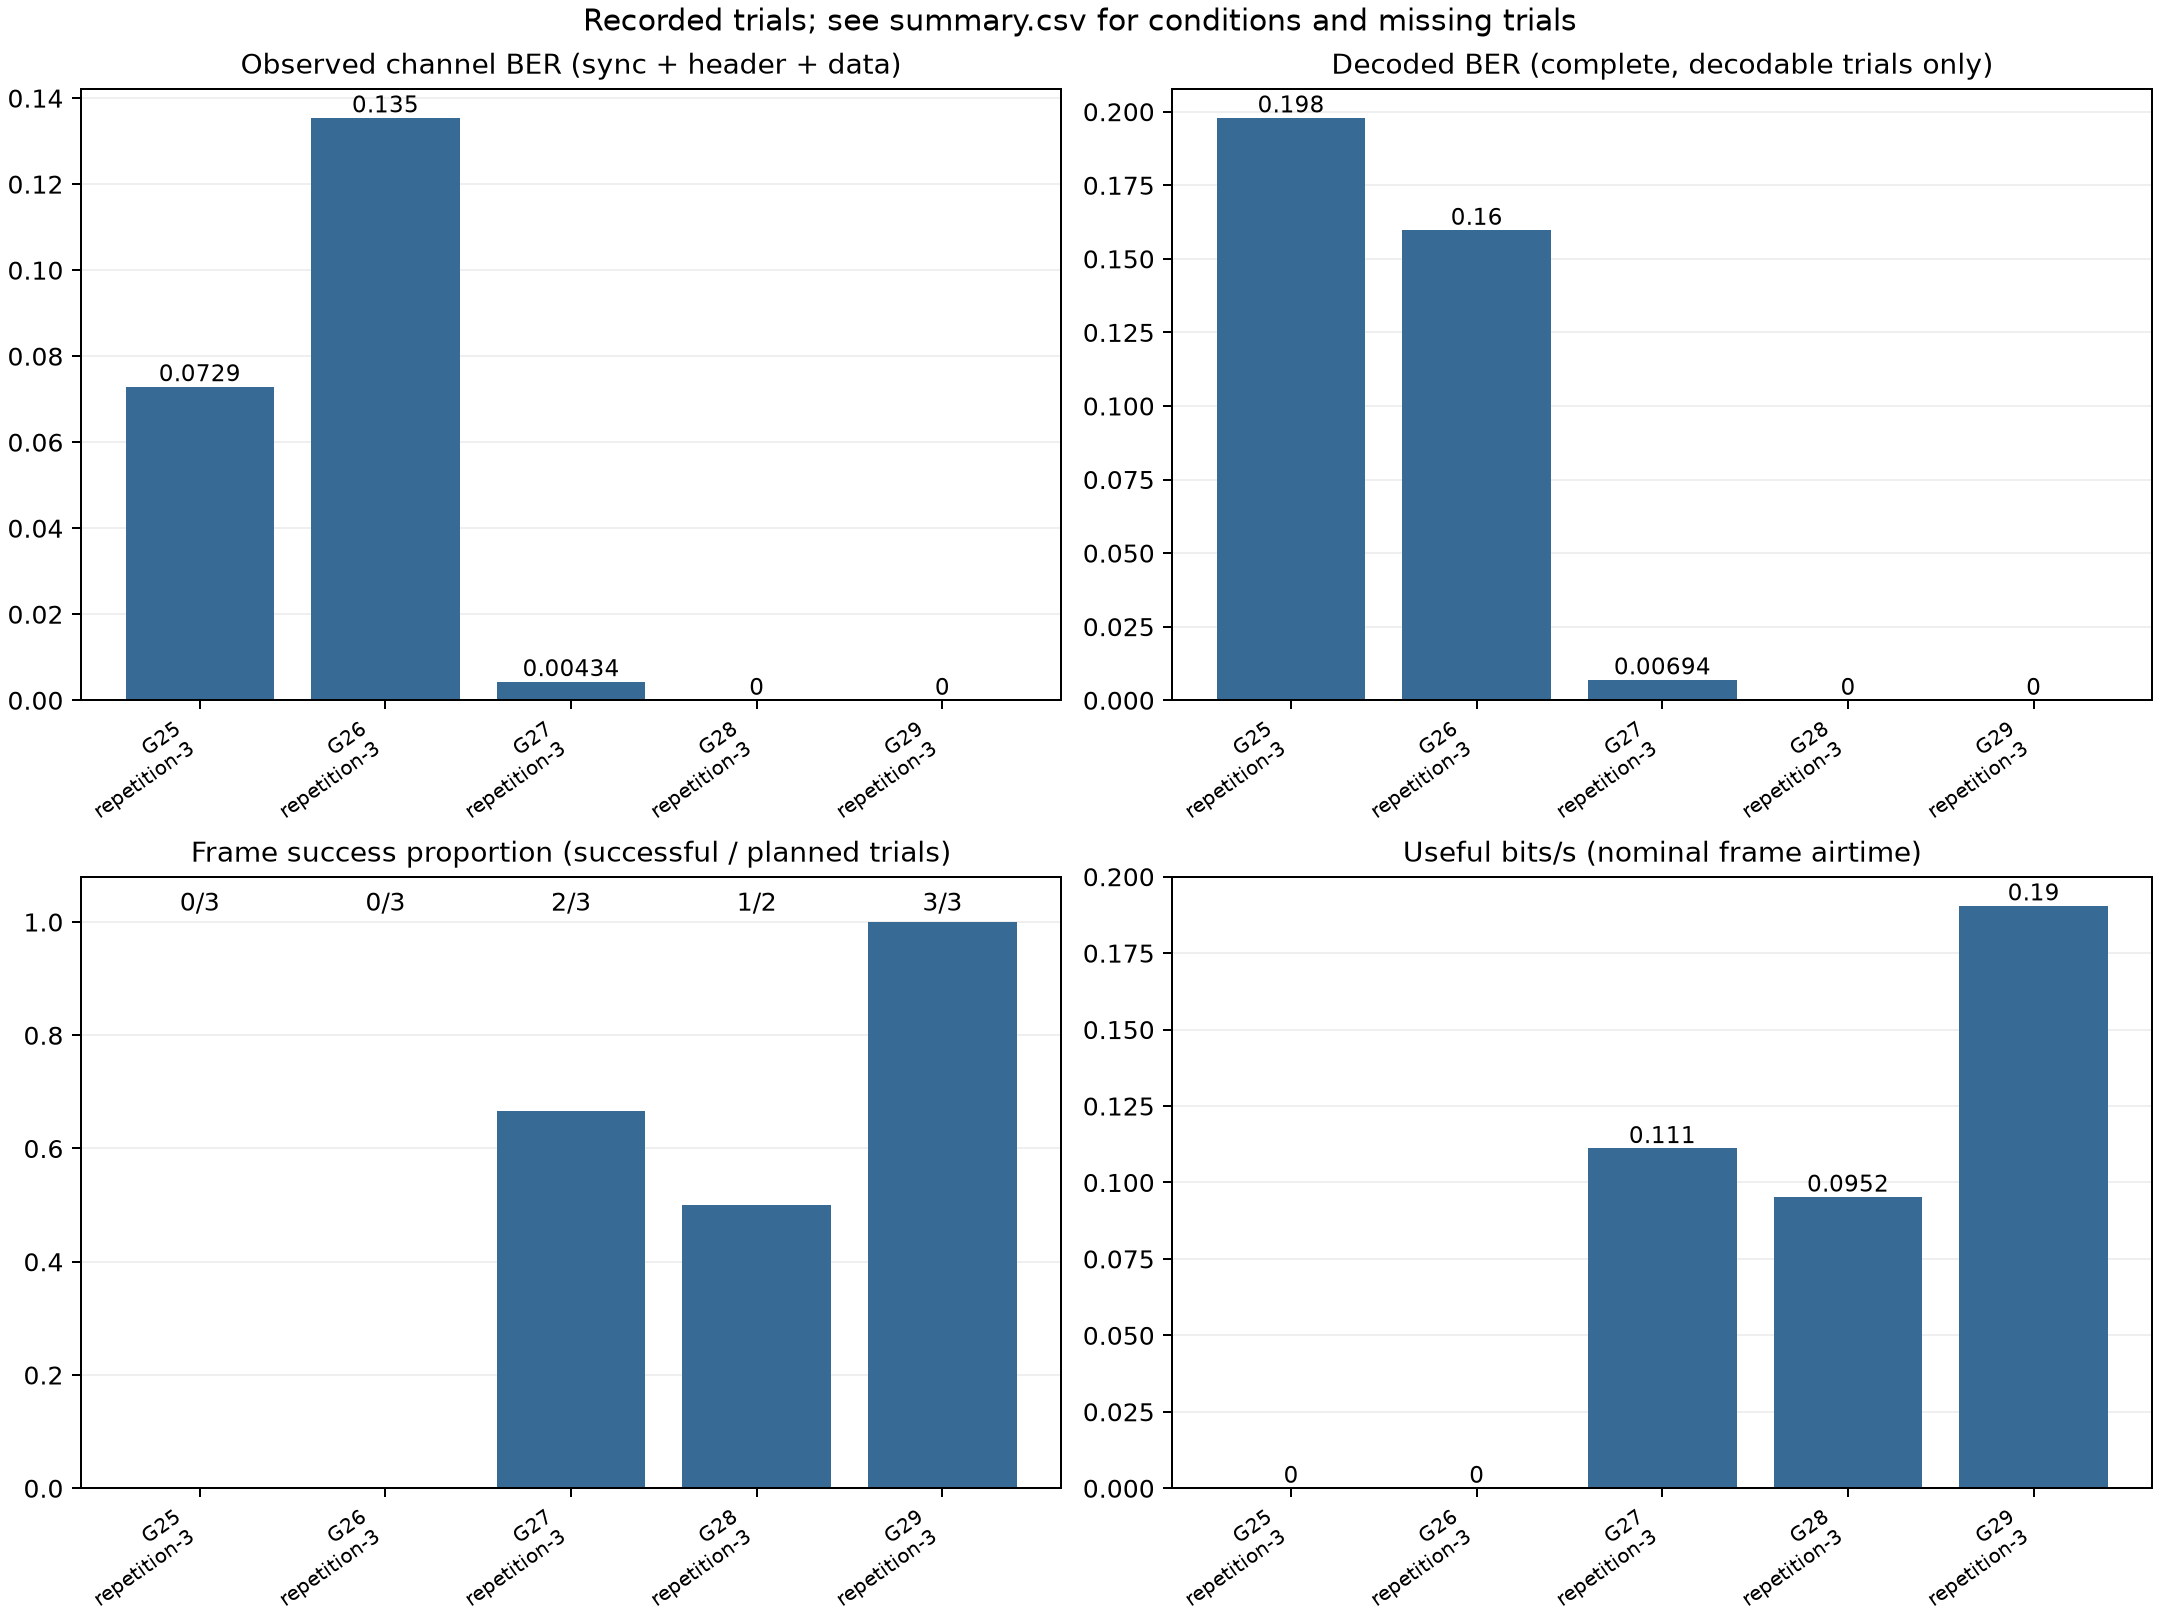 Recorded trials; see summary.csv for conditions and missing trials
Observed channel BER (sync + header + data)
0.14
0.12
0.10
0.08
0.06
0.04
0.02
0.00
0.0729
0.135
0.00434
0
0
G25
repetition-3
G26
repetition-3
G27
repetition-3
G28
repetition-3
G29
repetition-3
Decoded BER (complete, decodable trials only)
0.200
0.175
0.150
0.125
0.100
0.075
0.050
0.025
0.000
0.198
0.16
0.00694
0
0
G25
repetition-3
G26
repetition-3
G27
repetition-3
G28
repetition-3
G29
repetition-3
Frame success proportion (successful / planned trials)
1.0
0.8
0.6
0.4
0.2
0.0
0/3
0/3
2/3
1/2
3/3
G25
repetition-3
G26
repetition-3
G27
repetition-3
G28
repetition-3
G29
repetition-3
Useful bits/s (nominal frame airtime)
0.200
0.175
0.150
0.125
0.100
0.075
0.050
0.025
0.000
0
0
0.111
0.0952
0.19
G25
repetition-3
G26
repetition-3
G27
repetition-3
G28
repetition-3
G29
repetition-3